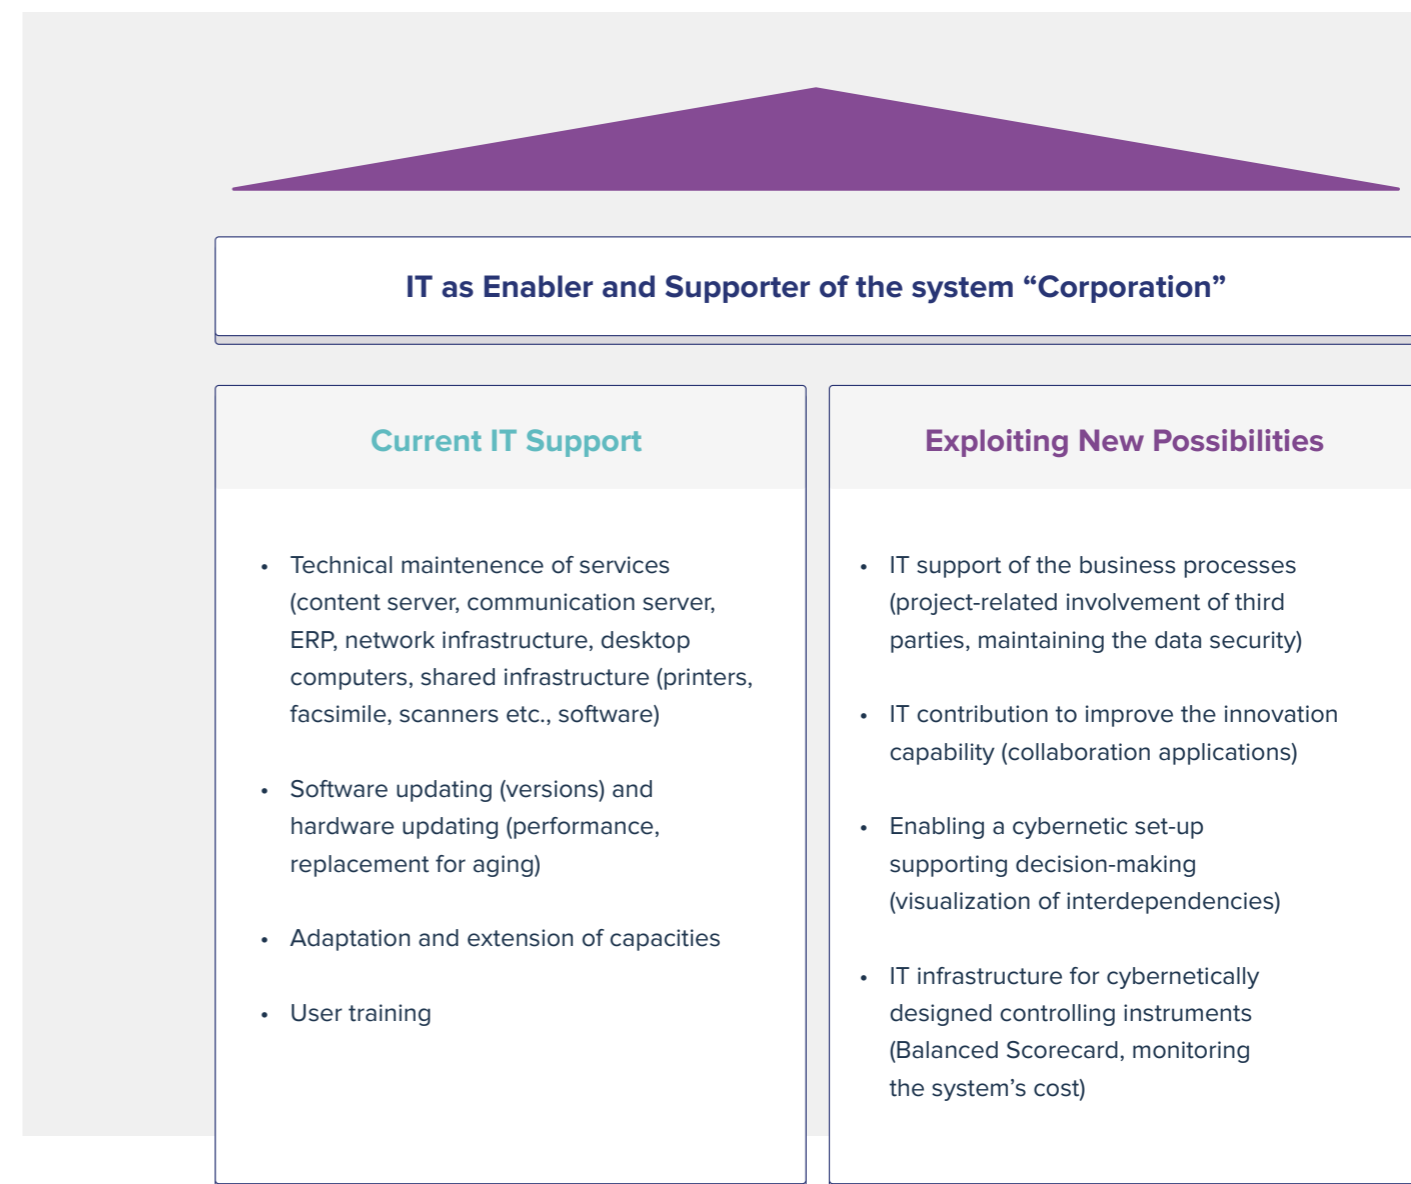 IT as Enabler and Supporter of the system “Corporation”
Current IT Support
• Technical maintenence of services
(content server, communication server,
ERP, network infrastructure, desktop
computers, shared infrastructure (printers,
facsimile, scanners etc., software)
• Software updating (versions) and
hardware updating (performance,
replacement for aging)
• Adaptation and extension of capacities
• User training
Exploiting New Possibilities
• IT support of the business processes
(project-related involvement of third
parties, maintaining the data security)
• IT contribution to improve the innovation
capability (collaboration applications)
• Enabling a cybernetic set-up
supporting decision-making
(visualization of interdependencies)
• IT infrastructure for cybernetically
designed controlling instruments
(Balanced Scorecard, monitoring
the system’s cost)